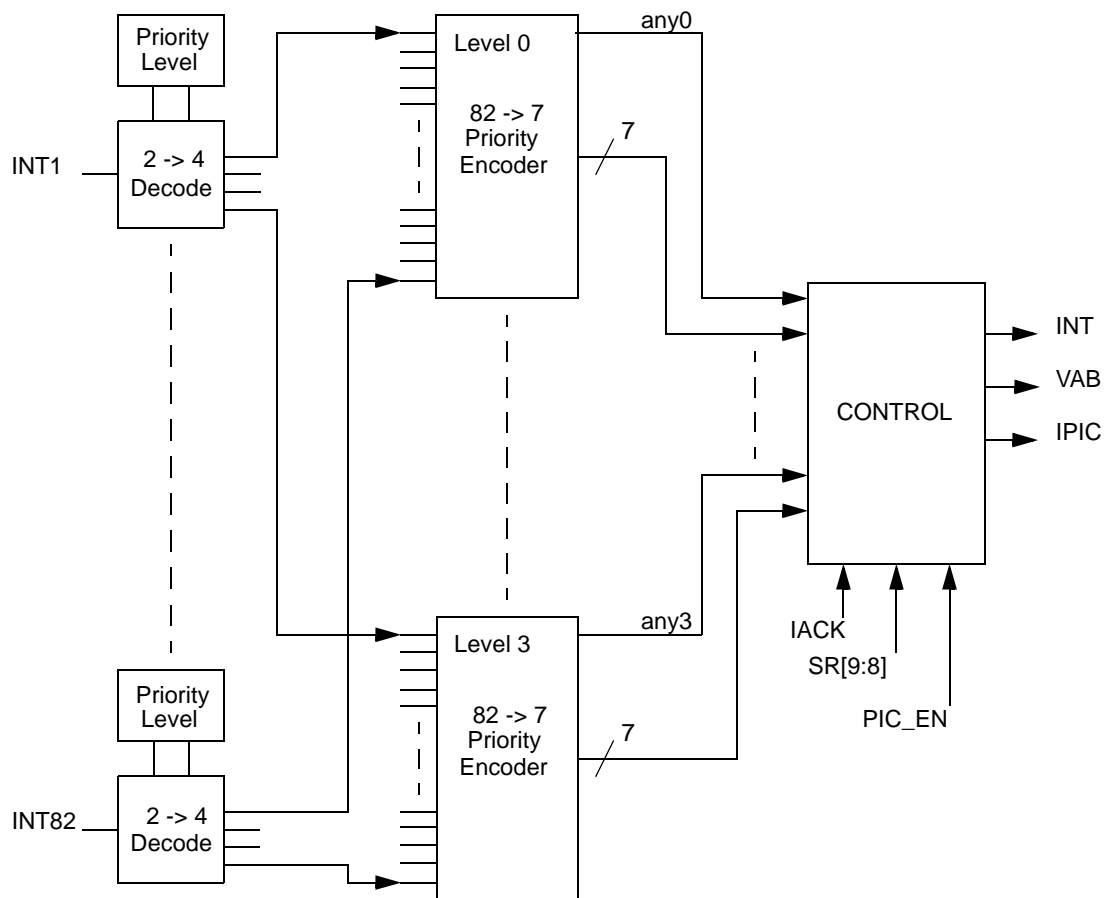 Priority
Level
INT1
2 -> 4
Decode
Level 0
82 -> 7
Priority
Encoder
any0
7
CONTROL
INT
VAB
IPIC
IACK
SR[9:8]
PIC_EN
Priority
Level
INT82
2 -> 4
Decode
Level 3
82 -> 7
Priority
Encoder
any3
7